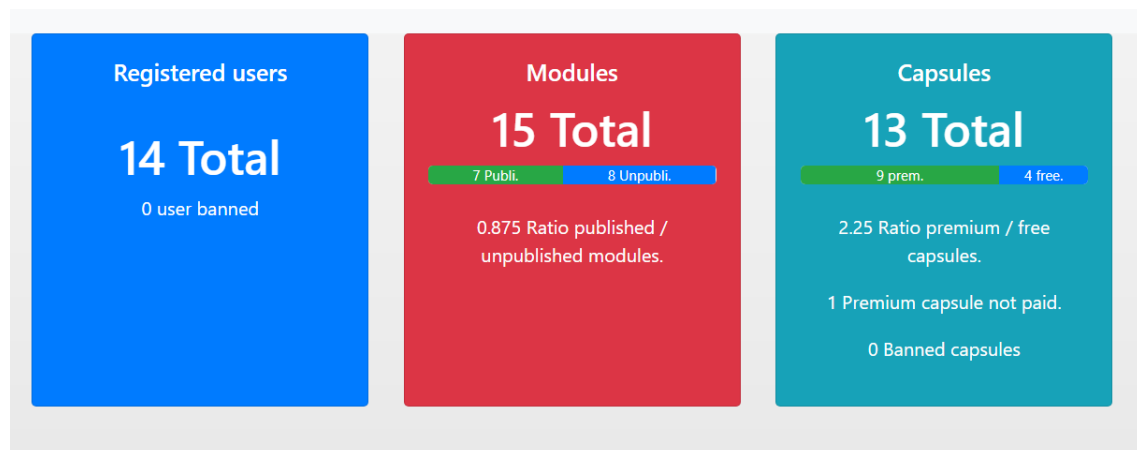 Registered users
14 Total
0 user banned
Modules
15 Total
7 Publi. 8 Unpubli.
0.875 Ratio published /
unpublished modules.
Capsules
13 Total
9 prem. 4 free.
2.25 Ratio premium / free
capsules.
1 Premium capsule not paid.
0 Banned capsules